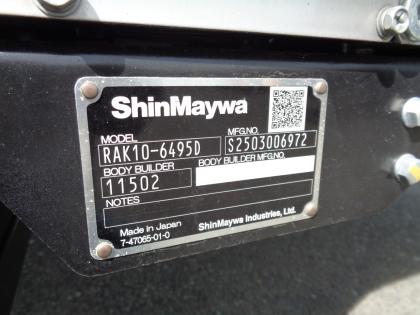 ShinMaywa
MODEL MFG.NO.
RAK10-6495D S2503006972
BODY BUILDER BODY BUILDER MFG.NO.
11502
NOTES
Made in Japan ShinMaywa Industries, Ltd.
7-47065-01-0